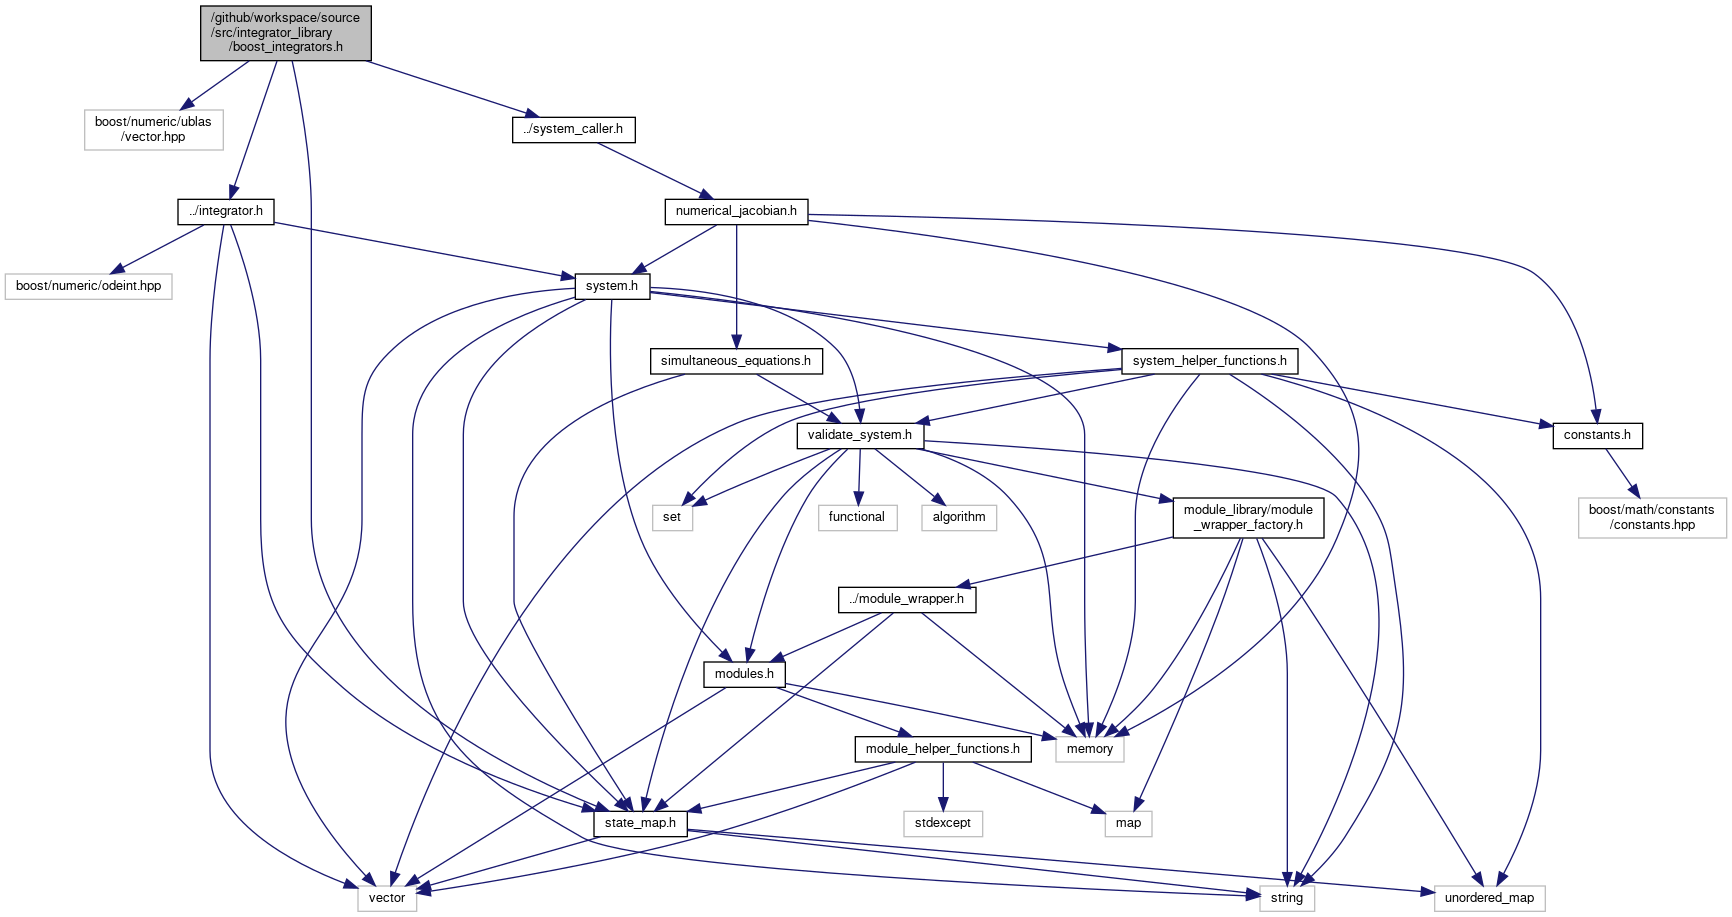 /github/workspace/source
/src/integrator_library
/boost_integrators.h
boost/numeric/ublas
/vector.hpp
../system_caller.h
../integrator.h
numerical_jacobian.h
boost/numeric/odeint.hpp
system.h
simultaneous_equations.h
system_helper_functions.h
validate_system.h
constants.h
set
functional
algorithm
module_library/module
_wrapper_factory.h
boost/math/constants
/constants.hpp
../module_wrapper.h
modules.h
module_helper_functions.h
memory
state_map.h
stdexcept
map
vector
string
unordered_map